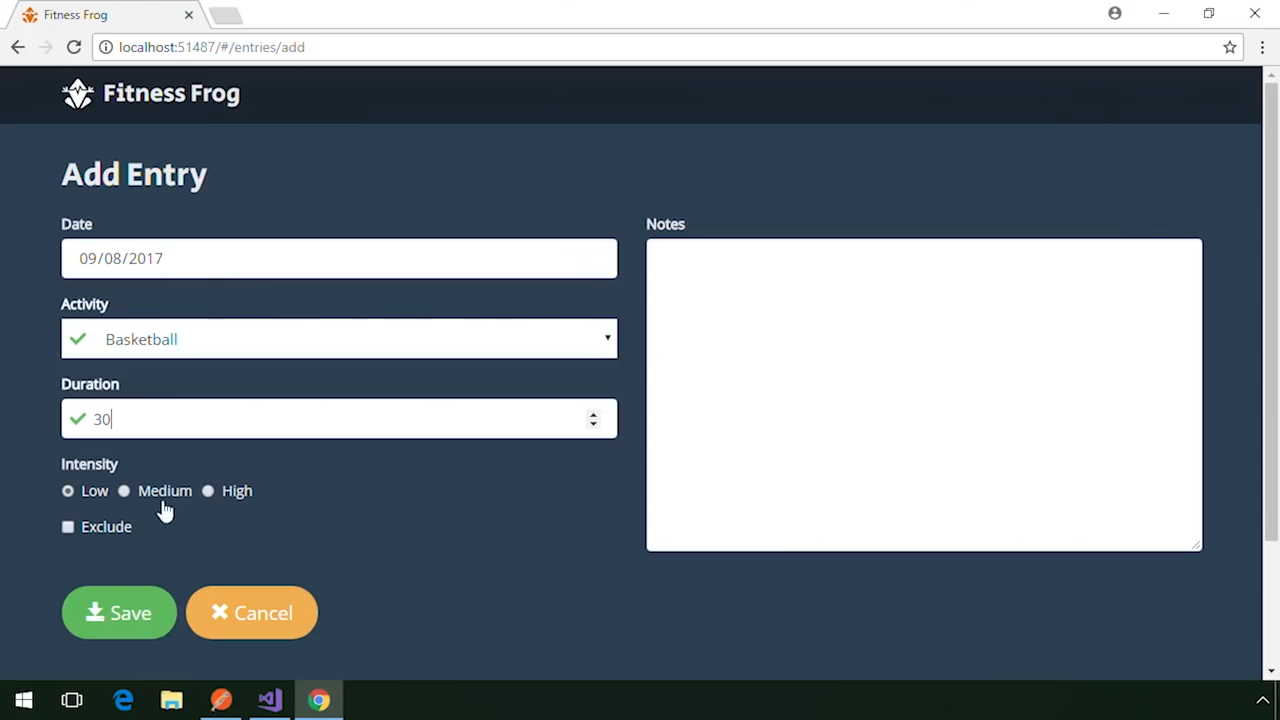 Fitness Frog
localhost:51487/#/entries/add
Fitness Frog
Add Entry
Date
09/08/2017
Activity
Basketball
Duration
30
Intensity
Low Medium High
Exclude
Save Cancel
Notes